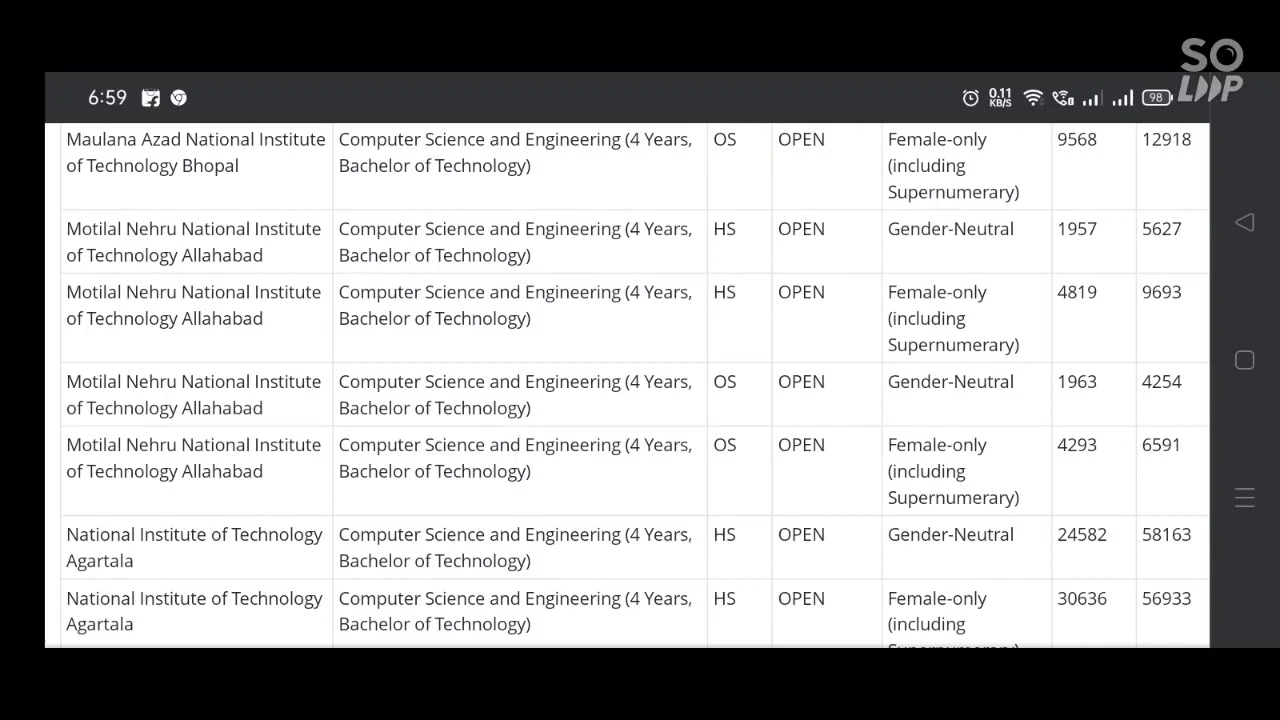 SO
LOOP
6:59
0.11
KB/S
98
Maulana Azad National Institute
of Technology Bhopal
Computer Science and Engineering (4 Years,
Bachelor of Technology)
OS
OPEN
Female-only
(including
Supernumerary)
9568
12918
Motilal Nehru National Institute
of Technology Allahabad
Computer Science and Engineering (4 Years,
Bachelor of Technology)
HS
OPEN
Gender-Neutral
1957
5627
Motilal Nehru National Institute
of Technology Allahabad
Computer Science and Engineering (4 Years,
Bachelor of Technology)
HS
OPEN
Female-only
(including
Supernumerary)
4819
9693
Motilal Nehru National Institute
of Technology Allahabad
Computer Science and Engineering (4 Years,
Bachelor of Technology)
OS
OPEN
Gender-Neutral
1963
4254
Motilal Nehru National Institute
of Technology Allahabad
Computer Science and Engineering (4 Years,
Bachelor of Technology)
OS
OPEN
Female-only
(including
Supernumerary)
4293
6591
National Institute of Technology
Agartala
Computer Science and Engineering (4 Years,
Bachelor of Technology)
HS
OPEN
Gender-Neutral
24582
58163
National Institute of Technology
Agartala
Computer Science and Engineering (4 Years,
Bachelor of Technology)
HS
OPEN
Female-only
(including
30636
56933